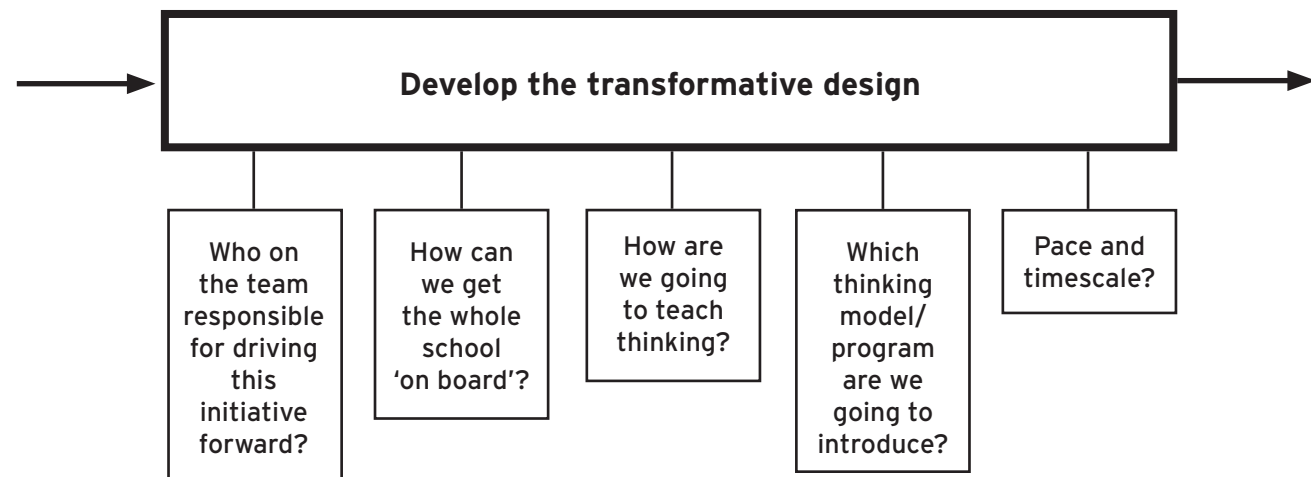 Develop the transformative design
Who on
the team
responsible
for driving
this
initiative
forward?
How can
we get
the whole
school
‘on board’?
How are
we going
to teach
thinking?
Which
thinking
model/
program
are we
going to
introduce?
Pace and
timescale?